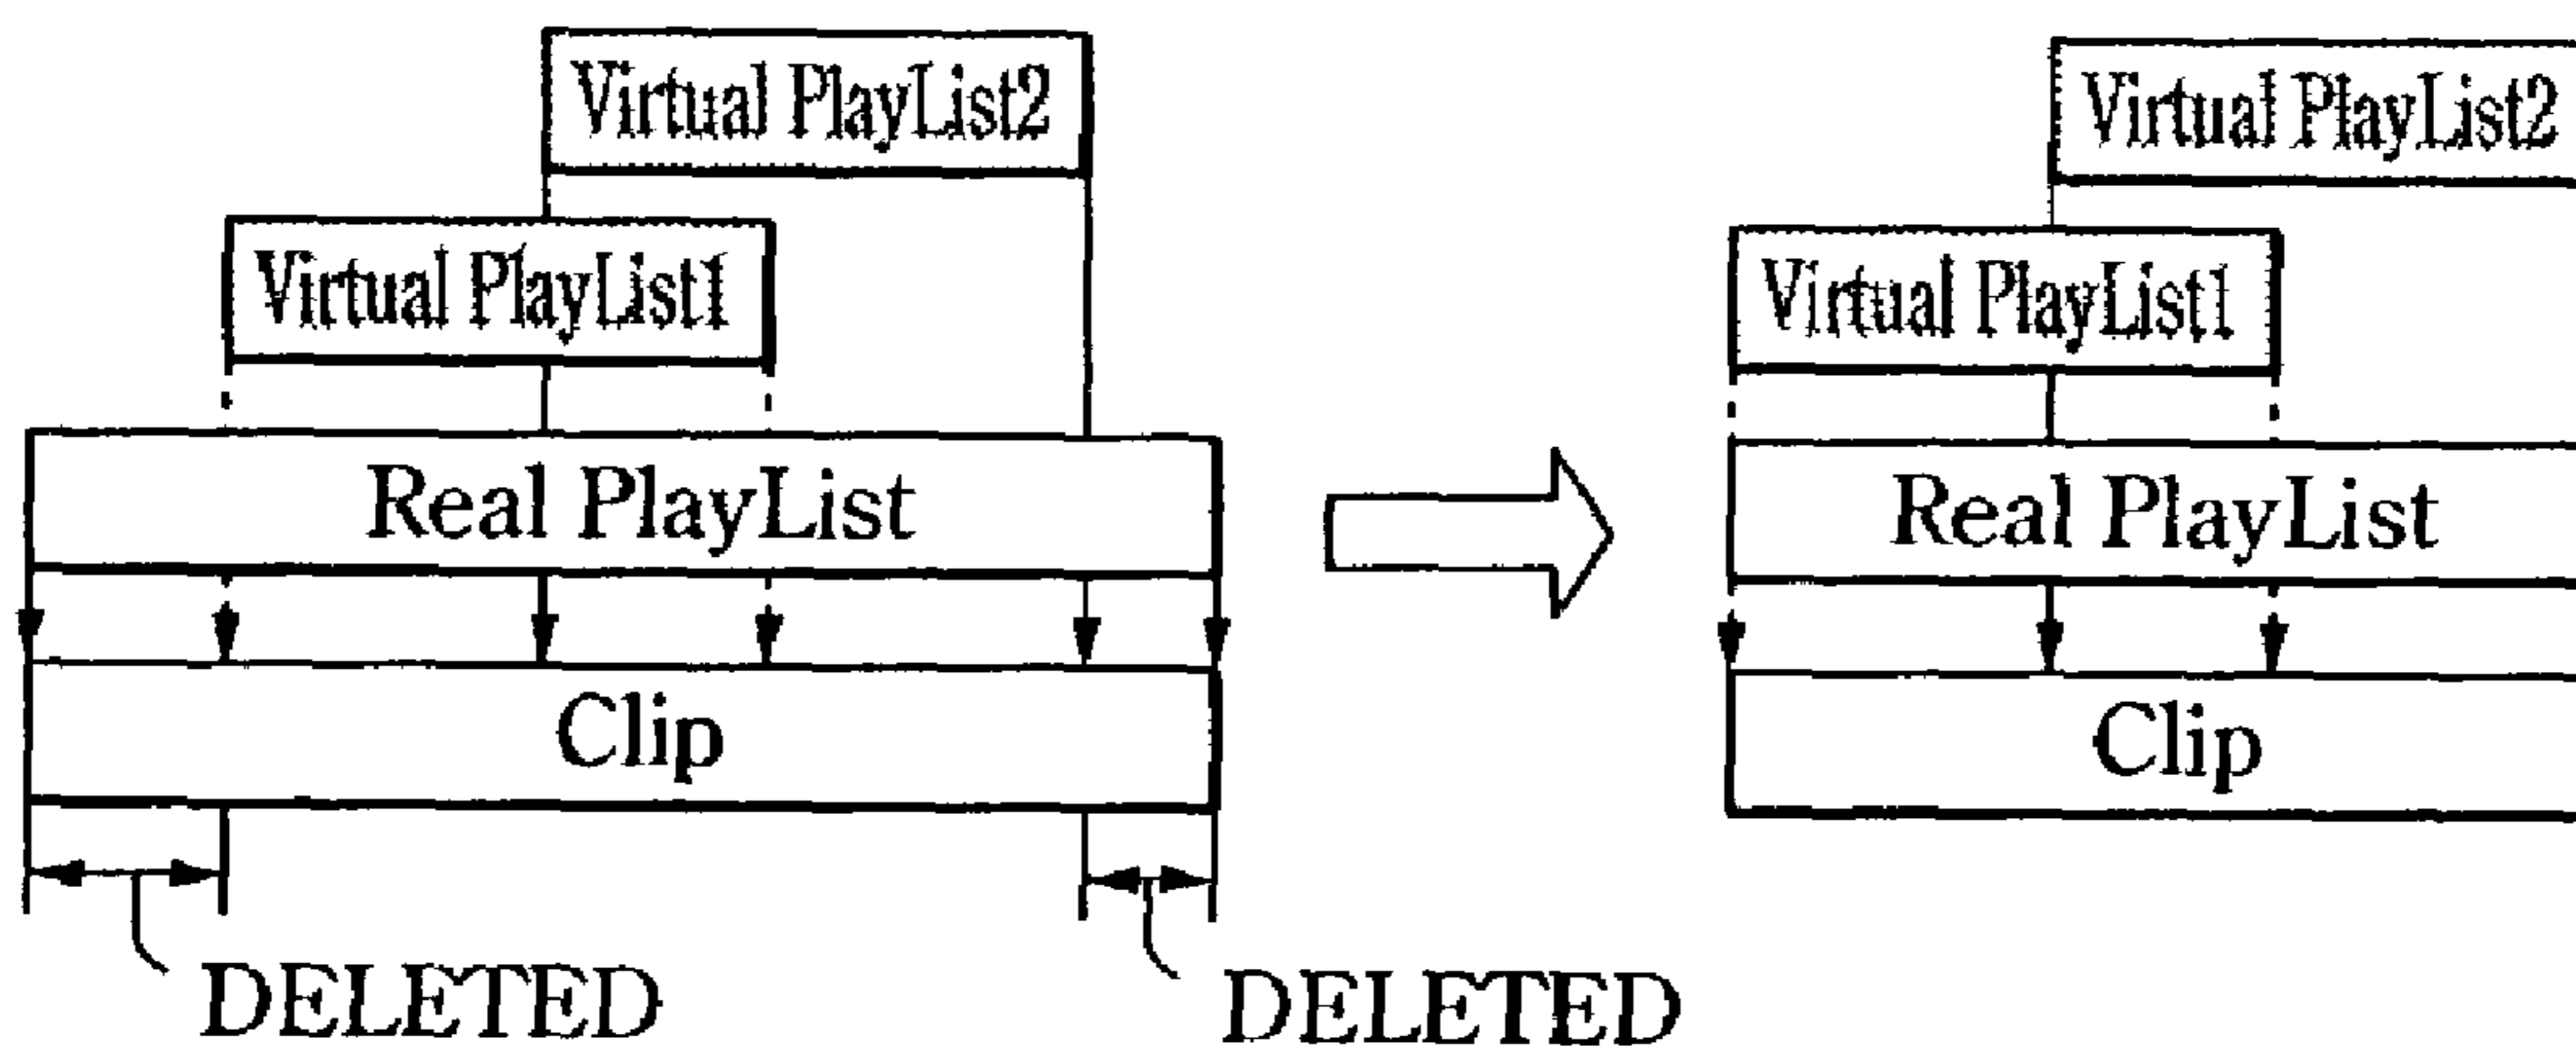 Virtual PlayList2
Virtual PlayList1
Real PlayList
Clip
DELETED
DELETED
Virtual PlayList2
Virtual PlayList1
Real PlayList
Clip